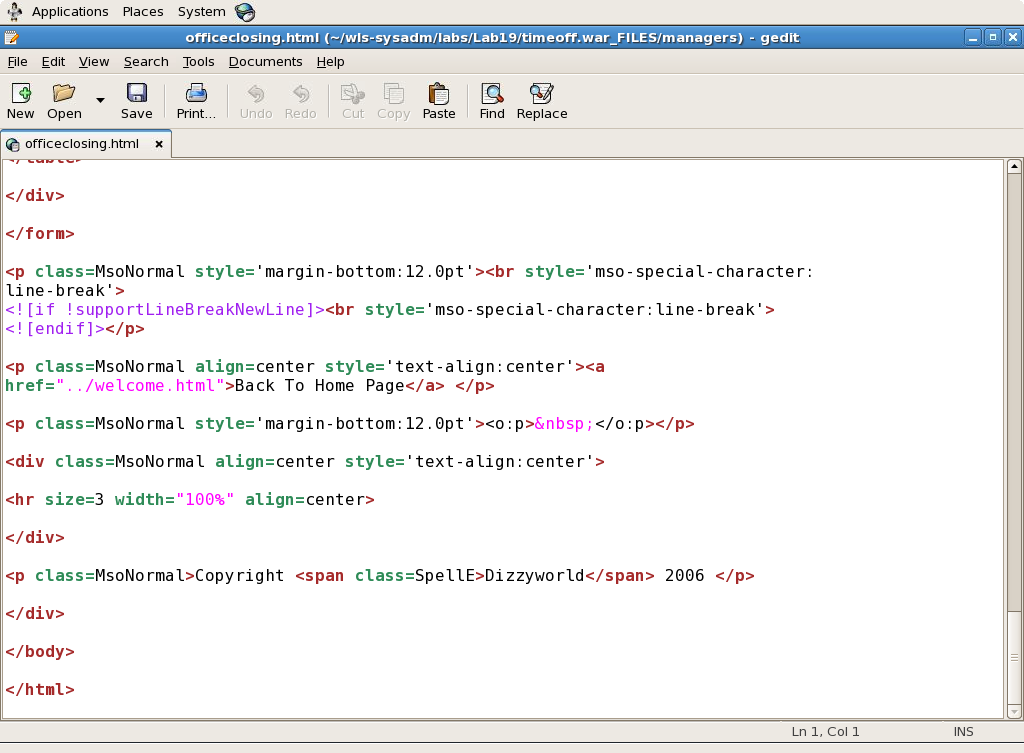 Applications Places System
officeclosing.html (~/wls-sysadm/labs/Lab19/timeoff.war_FILES/managers) - gedit
File Edit View Search Tools Documents Help
New Open Save Print... Undo Redo Cut Copy Paste Find Replace
officeclosing.html
</table>
</div>
</form>
<p class=MsoNormal style='margin-bottom:12.0pt'><br style='mso-special-character:
line-break'>
<![if !supportLineBreakNewLine]><br style='mso-special-character:line-break'>
<![endif]></p>
<p class=MsoNormal align=center style='text-align:center'><a
href="../welcome.html">Back To Home Page</a> </p>
<p class=MsoNormal style='margin-bottom:12.0pt'><o:p>&nbsp;</o:p></p>
<div class=MsoNormal align=center style='text-align:center'>
<hr size=3 width="100%" align=center>
</div>
<p class=MsoNormal>Copyright <span class=SpellE>Dizzyworld</span> 2006 </p>
</div>
</body>
</html>
Ln 1, Col 1 INS